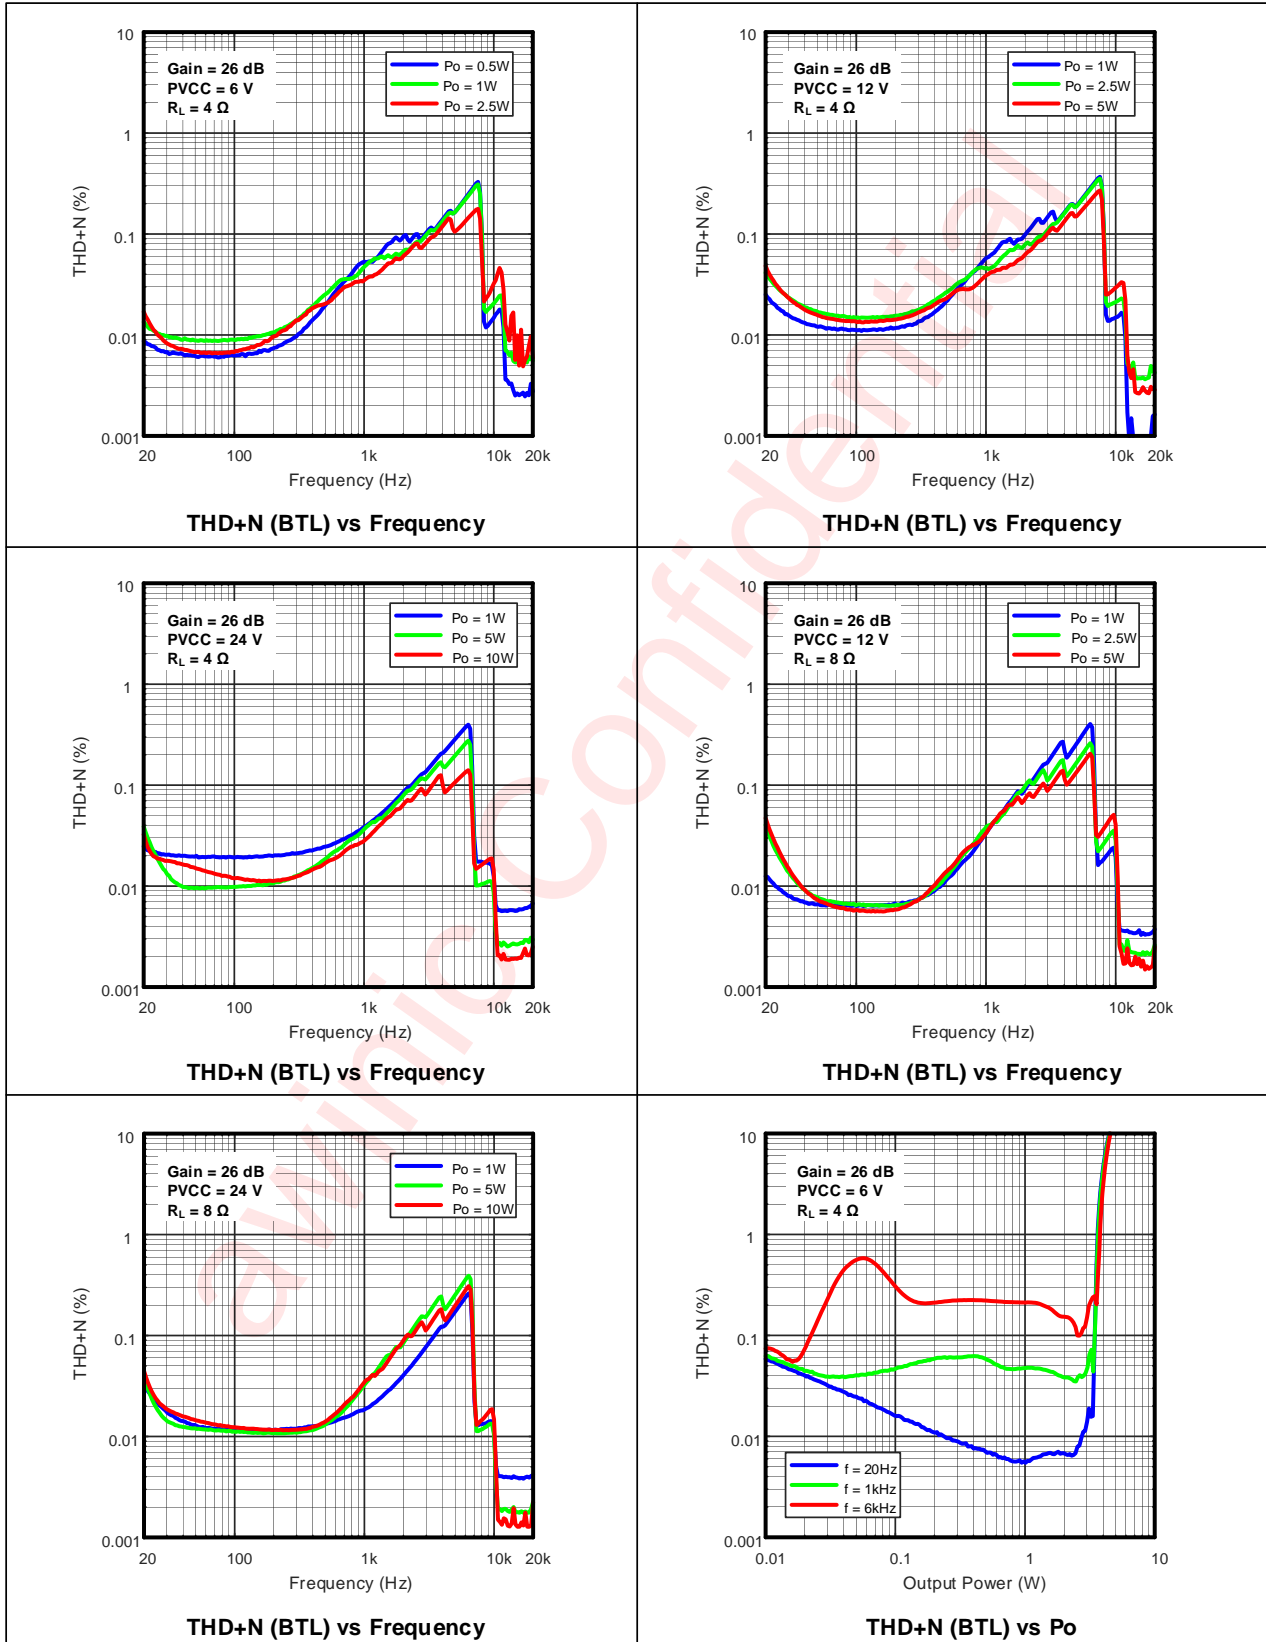 10
1
0.1
0.01
0.001
THD+N (%)
Gain = 26 dB
PVCC = 6 V
R_L = 4 Ω
Po = 0.5W
Po = 1W
Po = 2.5W
20 100 1k 10k 20k
Frequency (Hz)
THD+N (BTL) vs Frequency
10
1
0.1
0.01
0.001
THD+N (%)
Gain = 26 dB
PVCC = 12 V
R_L = 4 Ω
Po = 1W
Po = 2.5W
Po = 5W
20 100 1k 10k 20k
Frequency (Hz)
THD+N (BTL) vs Frequency
10
1
0.1
0.01
0.001
THD+N (%)
Gain = 26 dB
PVCC = 24 V
R_L = 4 Ω
Po = 1W
Po = 5W
Po = 10W
20 100 1k 10k 20k
Frequency (Hz)
THD+N (BTL) vs Frequency
10
1
0.1
0.01
0.001
THD+N (%)
Gain = 26 dB
PVCC = 12 V
R_L = 8 Ω
Po = 1W
Po = 2.5W
Po = 5W
20 100 1k 10k 20k
Frequency (Hz)
THD+N (BTL) vs Frequency
10
1
0.1
0.01
0.001
THD+N (%)
Gain = 26 dB
PVCC = 24 V
R_L = 8 Ω
Po = 1W
Po = 5W
Po = 10W
20 100 1k 10k 20k
Frequency (Hz)
THD+N (BTL) vs Frequency
10
1
0.1
0.01
0.001
THD+N (%)
Gain = 26 dB
PVCC = 6 V
R_L = 4 Ω
f = 20Hz
f = 1kHz
f = 6kHz
0.01 0.1 1 10
Output Power (W)
THD+N (BTL) vs Po
awinic Confidential